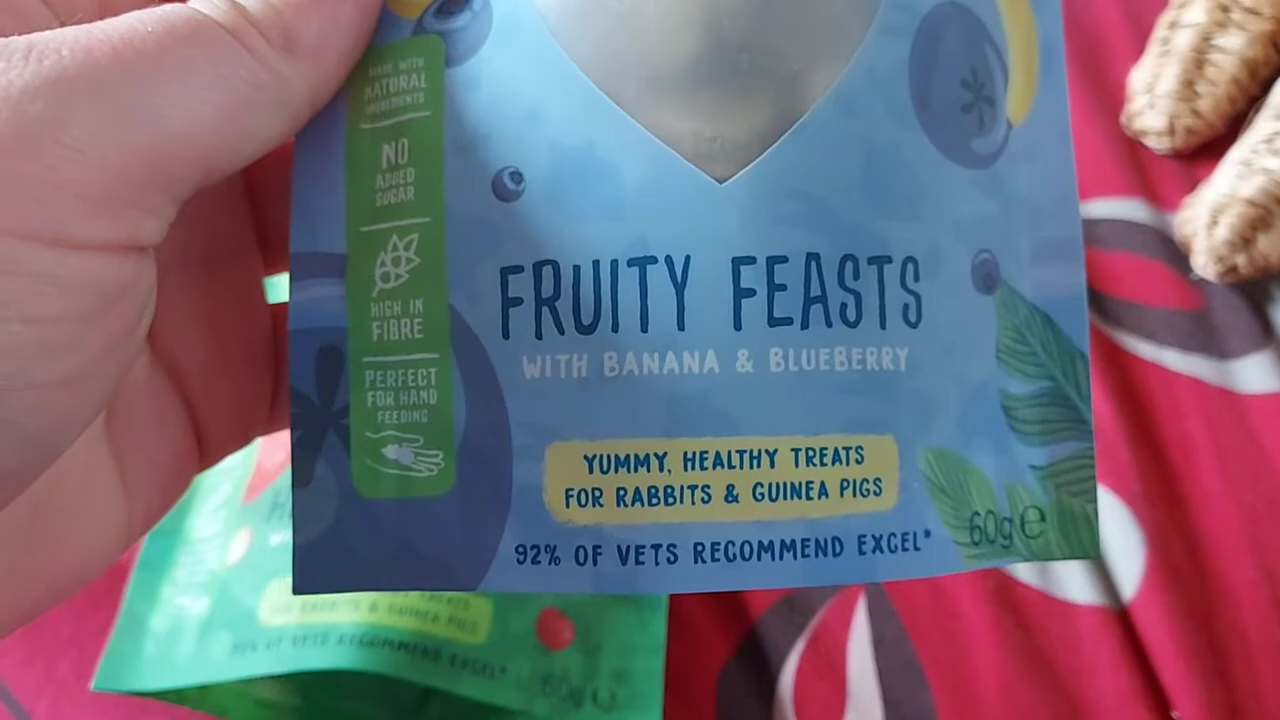 MADE WITH
NATURAL
INGREDIENTS
NO
ADDED
SUGAR
HIGH IN
FIBRE
PERFECT
FOR HAND
FEEDING
FRUITY FEASTS
WITH BANANA & BLUEBERRY
YUMMY, HEALTHY TREATS
FOR RABBITS & GUINEA PIGS
92% OF VETS RECOMMEND EXCEL*
60g e
TREATS
FOR RABBITS & GUINEA PIGS
92% OF VETS RECOMMEND EXCEL*
60g e